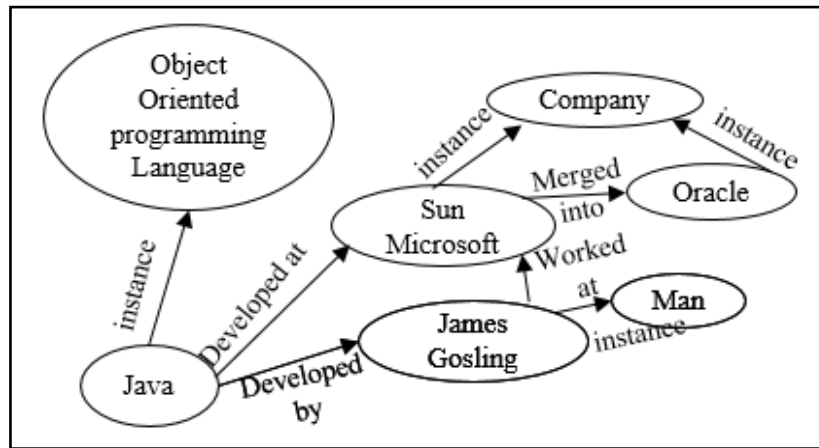 Object
Oriented
programming
Language
Company
instance
instance
Merged
into
Oracle
Sun
Microsoft
Worked
at
Man
instance
Developed at
instance
James
Gosling
Java
Developed
by